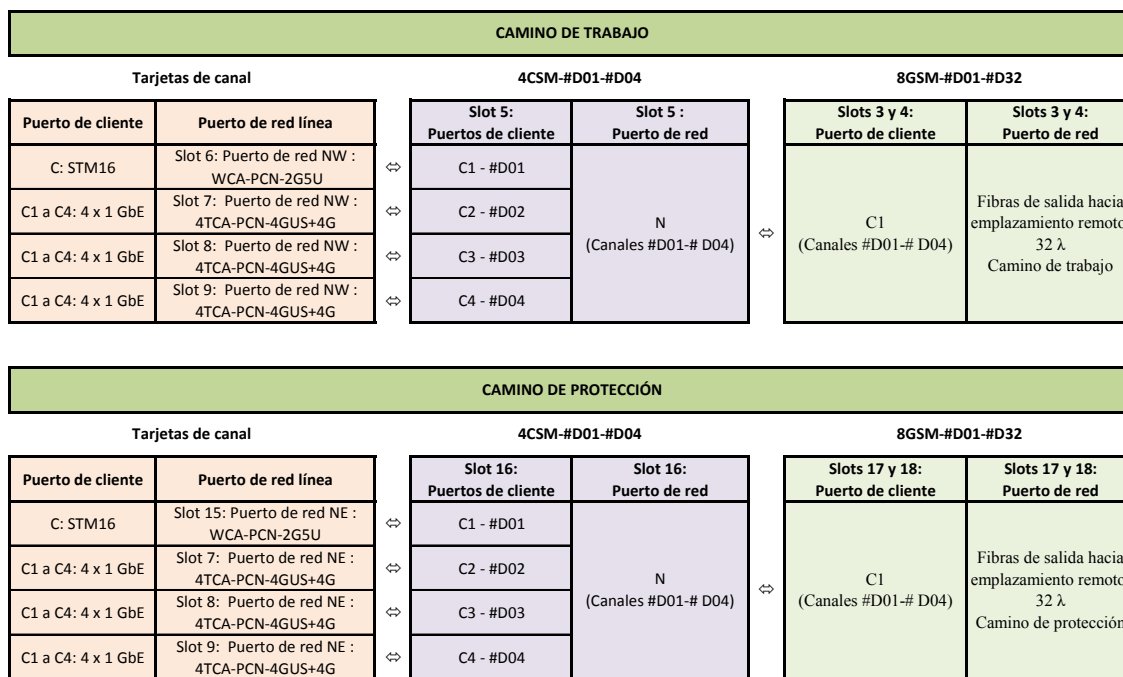 CAMINO DE TRABAJO
Tarjetas de canal
4CSM-#D01-#D04
8GSM-#D01-#D32
Puerto de cliente
Puerto de red línea
Slot 5:
Puertos de cliente
Slot 5 :
Puerto de red
Slots 3 y 4:
Puerto de cliente
Slots 3 y 4:
Puerto de red
C: STM16
Slot 6: Puerto de red NW :
WCA-PCN-2G5U
⇔
C1 - #D01
C1 a C4: 4 x 1 GbE
Slot 7:  Puerto de red NW :
4TCA-PCN-4GUS+4G
⇔
C2 - #D02
C1 a C4: 4 x 1 GbE
Slot 8: Puerto de red NW :
4TCA-PCN-4GUS+4G
⇔
C3 - #D03
C1 a C4: 4 x 1 GbE
Slot 9: Puerto de red NW :
4TCA-PCN-4GUS+4G
⇔
C4 - #D04
N
(Canales #D01-# D04)
⇔
C1
(Canales #D01-# D04)
Fibras de salida hacia
emplazamiento remoto
32 λ
Camino de trabajo
CAMINO DE PROTECCIÓN
Tarjetas de canal
4CSM-#D01-#D04
8GSM-#D01-#D32
Puerto de cliente
Puerto de red línea
Slot 16:
Puertos de cliente
Slot 16:
Puerto de red
Slots 17 y 18:
Puerto de cliente
Slots 17 y 18:
Puerto de red
C: STM16
Slot 15: Puerto de red NE :
WCA-PCN-2G5U
⇔
C1 - #D01
C1 a C4: 4 x 1 GbE
Slot 7:  Puerto de red NE :
4TCA-PCN-4GUS+4G
⇔
C2 - #D02
C1 a C4: 4 x 1 GbE
Slot 8:  Puerto de red NE :
4TCA-PCN-4GUS+4G
⇔
C3 - #D03
C1 a C4: 4 x 1 GbE
Slot 9:  Puerto de red NE :
4TCA-PCN-4GUS+4G
⇔
C4 - #D04
N
(Canales #D01-# D04)
⇔
C1
(Canales #D01-# D04)
Fibras de salida hacia
emplazamiento remoto
32 λ
Camino de protección